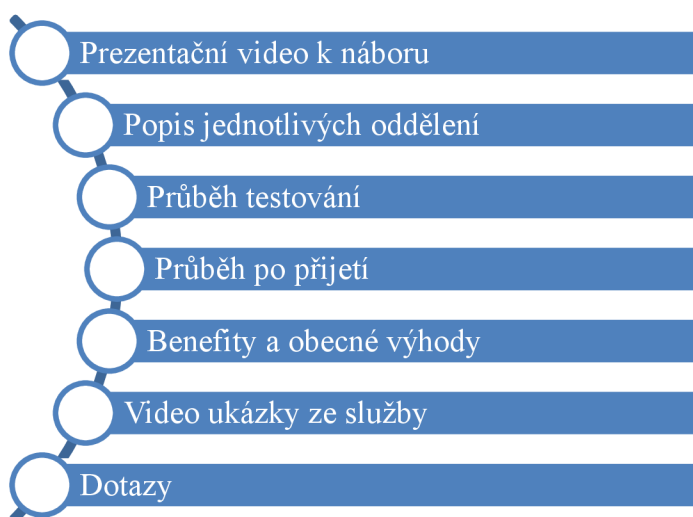 Prezentační video k náboru
Popis jednotlivých oddělení
Průběh testování
Průběh po přijetí
Benefity a obecné výhody
Video ukázky ze služby
Dotazy